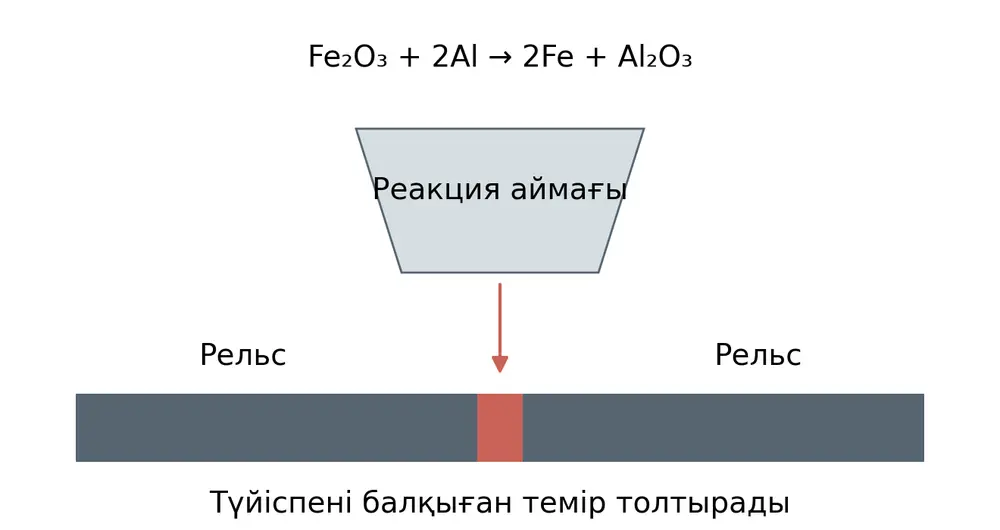 Fe₂O₃ + 2Al → 2Fe + Al₂O₃
Реакция аймағы
Рельс
Рельс
Түйіспені балқыған темір толтырады